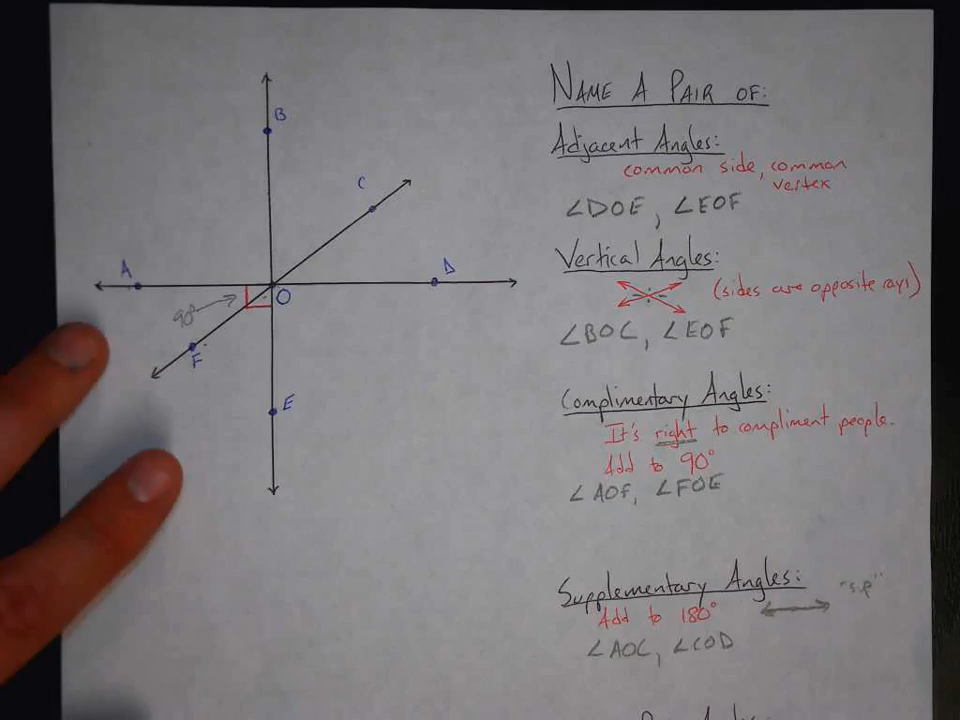 NAME A PAIR OF:
Adjacent Angles:
common side, common
vertex
∠DOE, ∠EOF
Vertical Angles:
(sides are opposite rays)
∠BOC, ∠EOF
Complimentary Angles:
It's right to compliment people.
Add to 90°
∠AOF, ∠FOE
Supplementary Angles:
"s.p"
Add to 180°
∠AOC, ∠COD
B
C
A
D
O
90°
F
E